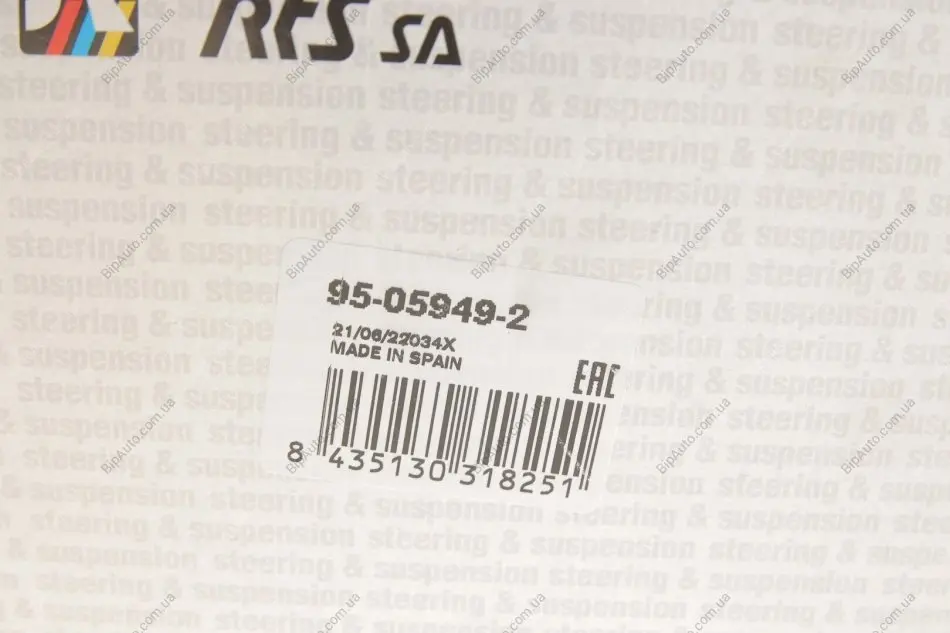 RTS SA
steering & suspension steering & suspension steering & suspension
95-05949-2
21/06/22034X
MADE IN SPAIN
EAC
8 435130 318251
BipAuto.com.ua